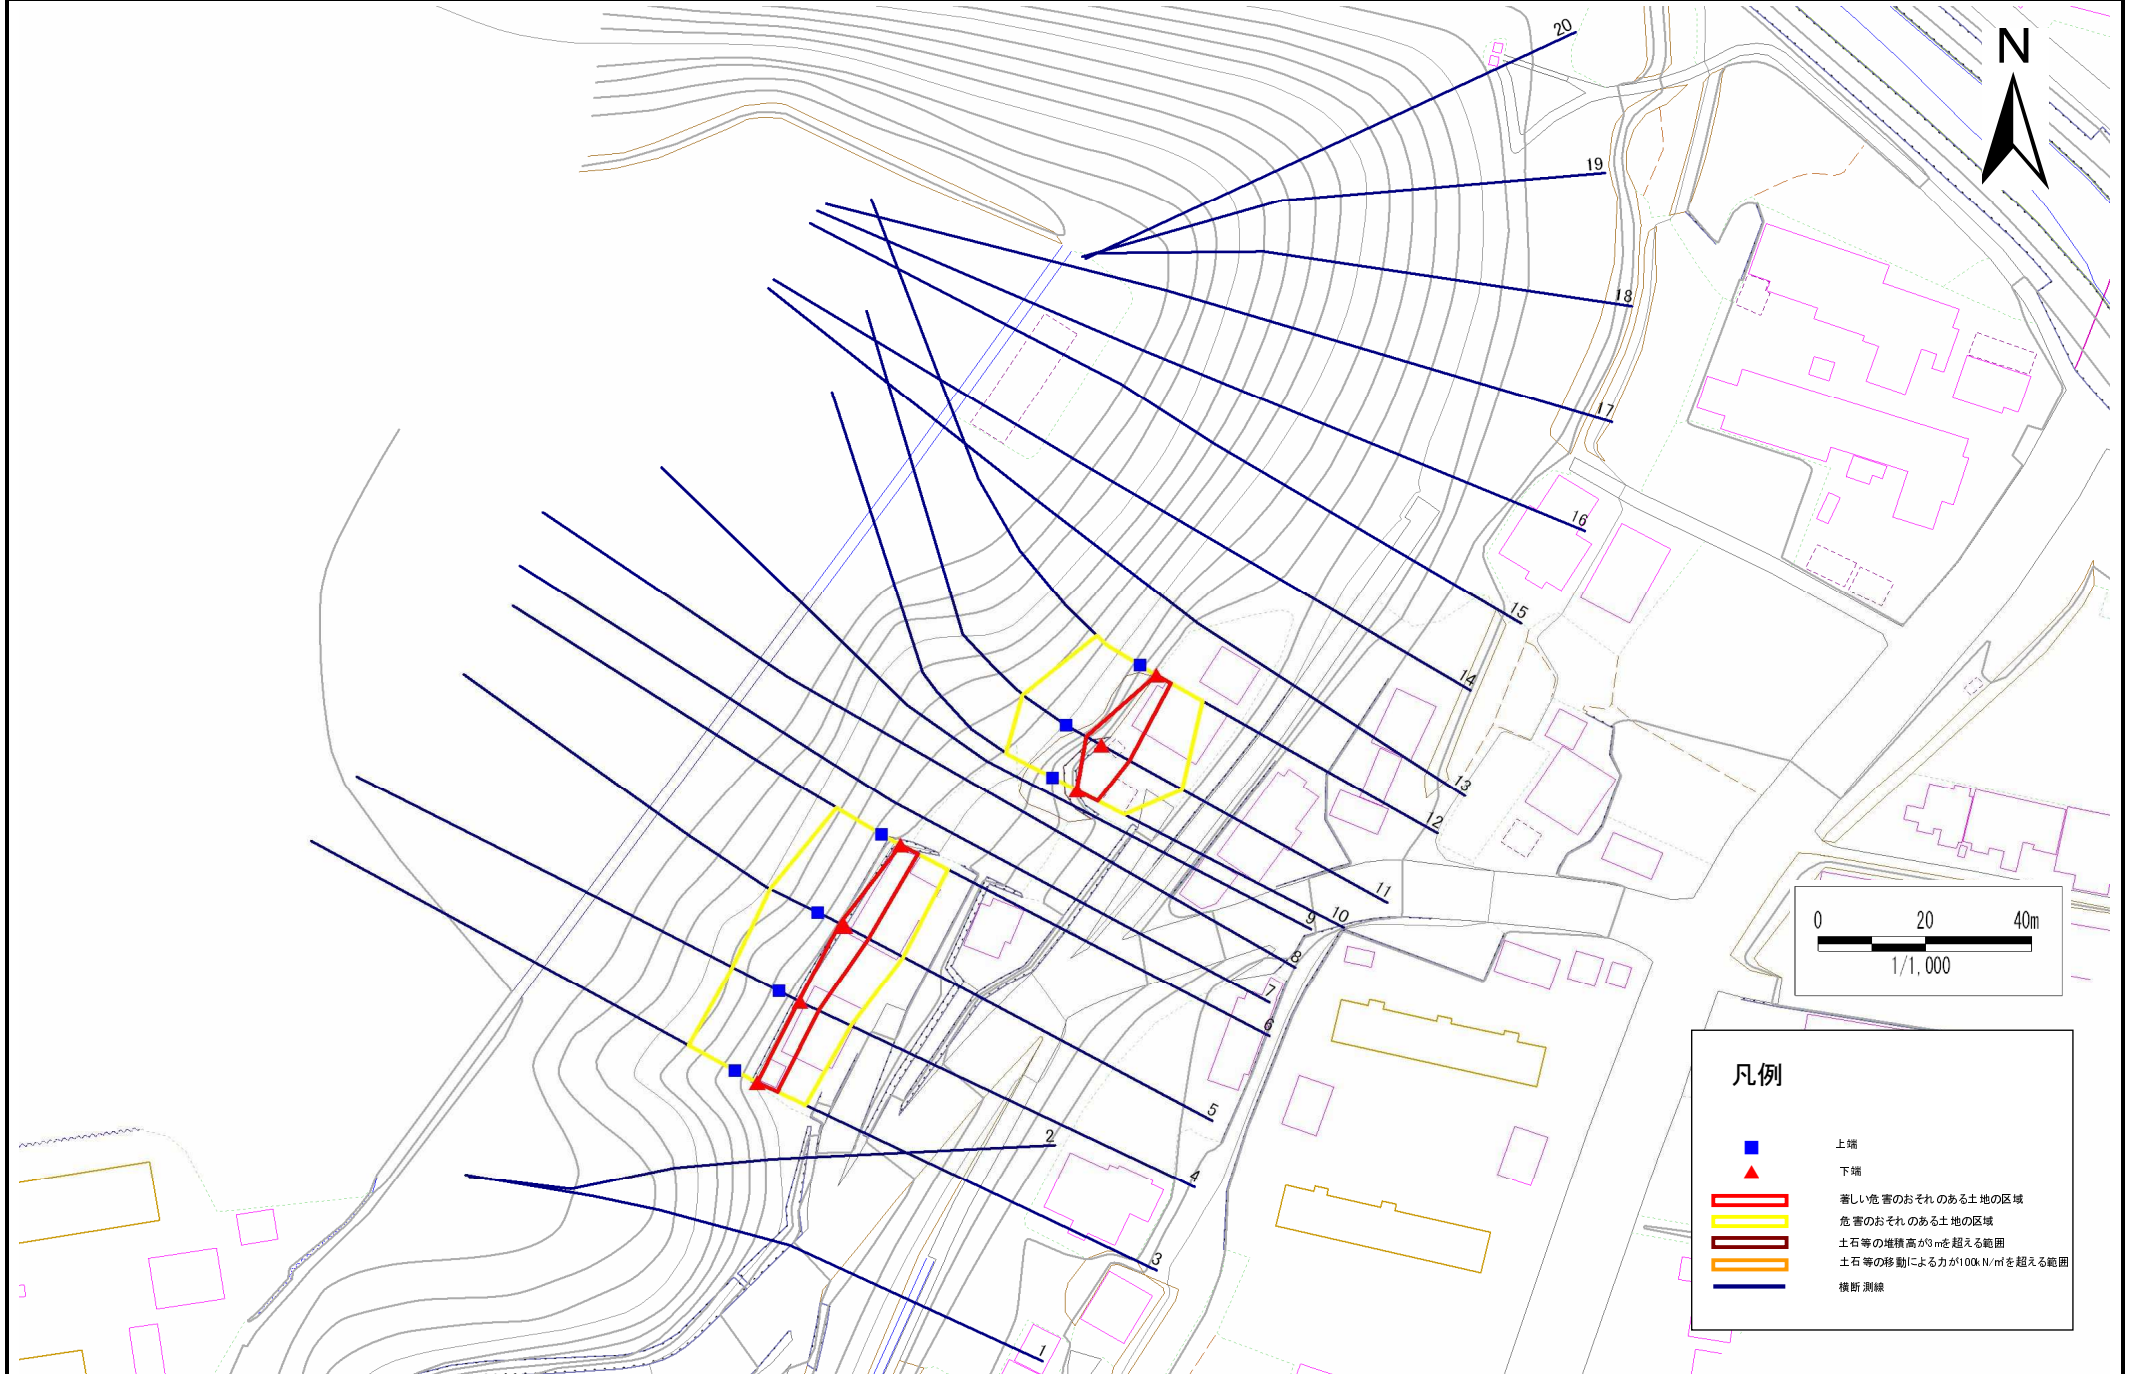 20
N
19
18
17
16
15
14
13
12
11
10
9
8
7
6
5
4
3
2
1
0 20 40m
1/1,000
凡例
上端
下端
著しい危害のおそれのある土地の区域
危害のおそれのある土地の区域
土石等の堆積高が3mを超える範囲
土石等の移動による力が100kN/㎡を超える範囲
横断測線